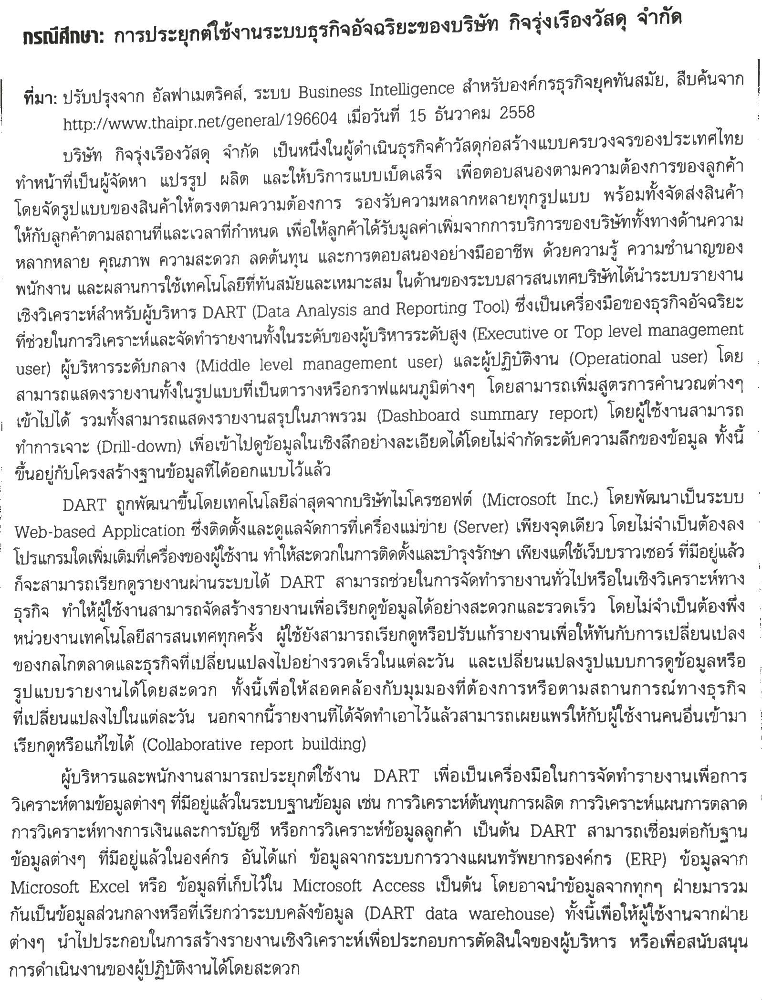 กรณีศึกษา: การประยุกต์ใช้งานระบบธุรกิจอัจฉริยะของบริษัท กิจรุ่งเรืองวัสดุ จำกัด
ที่มา: ปรับปรุงจาก อัลฟาเมตริคส์, ระบบ Business Intelligence สำหรับองค์กรธุรกิจยุคทันสมัย, สืบค้นจาก
http://www.thaipr.net/general/196604 เมื่อวันที่ 15 ธันวาคม 2558
บริษัท กิจรุ่งเรืองวัสดุ จำกัด เป็นหนึ่งในผู้ดำเนินธุรกิจค้าวัสดุก่อสร้างแบบครบวงจรของประเทศไทย
ทำหน้าที่เป็นผู้จัดหา แปรรูป ผลิต และให้บริการแบบเบ็ดเสร็จ เพื่อตอบสนองตามความต้องการของลูกค้า
โดยจัดรูปแบบของสินค้าให้ตรงตามความต้องการ รองรับความหลากหลายทุกรูปแบบ พร้อมทั้งจัดส่งสินค้า
ให้กับลูกค้าตามสถานที่และเวลาที่กำหนด เพื่อให้ลูกค้าได้รับมูลค่าเพิ่มจากการบริการของบริษัททั้งทางด้านความ
หลากหลาย คุณภาพ ความสะดวก ลดต้นทุน และการตอบสนองอย่างมืออาชีพ ด้วยความรู้ ความชำนาญของ
พนักงาน และผสานการใช้เทคโนโลยีที่ทันสมัยและเหมาะสม ในด้านของระบบสารสนเทศบริษัทได้นำระบบรายงาน
เชิงวิเคราะห์สำหรับผู้บริหาร DART (Data Analysis and Reporting Tool) ซึ่งเป็นเครื่องมือของธุรกิจอัจฉริยะ
ที่ช่วยในการวิเคราะห์และจัดทำรายงานทั้งในระดับของผู้บริหารระดับสูง (Executive or Top level management
user) ผู้บริหารระดับกลาง (Middle level management user) และผู้ปฏิบัติงาน (Operational user) โดย
สามารถแสดงรายงานทั้งในรูปแบบที่เป็นตารางหรือกราฟแผนภูมิต่างๆ โดยสามารถเพิ่มสูตรการคำนวณต่างๆ
เข้าไปได้ รวมทั้งสามารถแสดงรายงานสรุปในภาพรวม (Dashboard summary report) โดยผู้ใช้งานสามารถ
ทำการเจาะ (Drill-down) เพื่อเข้าไปดูข้อมูลในเชิงลึกอย่างละเอียดได้โดยไม่จำกัดระดับความลึกของข้อมูล ทั้งนี้
ขึ้นอยู่กับโครงสร้างฐานข้อมูลที่ได้ออกแบบไว้แล้ว
DART ถูกพัฒนาขึ้นโดยเทคโนโลยีล่าสุดจากบริษัทไมโครซอฟต์ (Microsoft Inc.) โดยพัฒนาเป็นระบบ
Web-based Application ซึ่งติดตั้งและดูแลจัดการที่เครื่องแม่ข่าย (Server) เพียงจุดเดียว โดยไม่จำเป็นต้องลง
โปรแกรมใดเพิ่มเติมที่เครื่องของผู้ใช้งาน ทำให้สะดวกในการติดตั้งและบำรุงรักษา เพียงแต่ใช้เว็บบราวเซอร์ ที่มีอยู่แล้ว
ก็จะสามารถเรียกดูรายงานผ่านระบบได้ DART สามารถช่วยในการจัดทำรายงานทั่วไปหรือในเชิงวิเคราะห์ทาง
ธุรกิจ ทำให้ผู้ใช้งานสามารถจัดสร้างรายงานเพื่อเรียกดูข้อมูลได้อย่างสะดวกและรวดเร็ว โดยไม่จำเป็นต้องพึ่ง
หน่วยงานเทคโนโลยีสารสนเทศทุกครั้ง ผู้ใช้ยังสามารถเรียกดูหรือปรับแก้รายงานเพื่อให้ทันกับการเปลี่ยนเปลง
ของกลไกตลาดและธุรกิจที่เปลี่ยนแปลงไปอย่างรวดเร็วในแต่ละวัน และเปลี่ยนแปลงรูปแบบการดูข้อมูลหรือ
รูปแบบรายงานได้โดยสะดวก ทั้งนี้เพื่อให้สอดคล้องกับมุมมองที่ต้องการหรือตามสถานการณ์ทางธุรกิจ
ที่เปลี่ยนแปลงไปในแต่ละวัน นอกจากนี้รายงานที่ได้จัดทำเอาไว้แล้วสามารถเผยแพร่ให้กับผู้ใช้งานคนอื่นเข้ามา
เรียกดูหรือแก้ไขได้ (Collaborative report building)
ผู้บริหารและพนักงานสามารถประยุกต์ใช้งาน DART เพื่อเป็นเครื่องมือในการจัดทำรายงานเพื่อการ
วิเคราะห์ตามข้อมูลต่างๆ ที่มีอยู่แล้วในระบบฐานข้อมูล เช่น การวิเคราะห์ต้นทุนการผลิต การวิเคราะห์แผนการตลาด
การวิเคราะห์ทางการเงินและการบัญชี หรือการวิเคราะห์ข้อมูลลูกค้า เป็นต้น DART สามารถเชื่อมต่อกับฐาน
ข้อมูลต่างๆ ที่มีอยู่แล้วในองค์กร อันได้แก่ ข้อมูลจากระบบการวางแผนทรัพยากรองค์กร (ERP) ข้อมูลจาก
Microsoft Excel หรือ ข้อมูลที่เก็บไว้ใน Microsoft Access เป็นต้น โดยอาจนำข้อมูลจากทุกๆ ฝ่ายมารวม
กันเป็นข้อมูลส่วนกลางหรือที่เรียกว่าระบบคลังข้อมูล (DART data warehouse) ทั้งนี้เพื่อให้ผู้ใช้งานจากฝ่าย
ต่างๆ นำไปประกอบในการสร้างรายงานเชิงวิเคราะห์เพื่อประกอบการตัดสินใจของผู้บริหาร หรือเพื่อสนับสนุน
การดำเนินงานของผู้ปฏิบัติงานได้โดยสะดวก